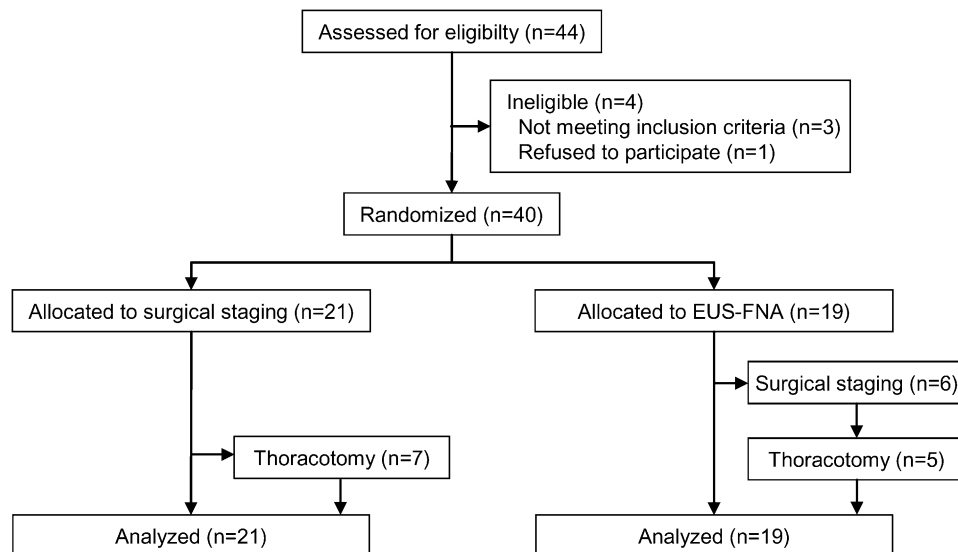 Assessed for eligibilty (n=44)
Ineligible (n=4)
Not meeting inclusion criteria (n=3)
Refused to participate (n=1)
Randomized (n=40)
Allocated to surgical staging (n=21)
Allocated to EUS-FNA (n=19)
Surgical staging (n=6)
Thoracotomy (n=7)
Thoracotomy (n=5)
Analyzed (n=21)
Analyzed (n=19)